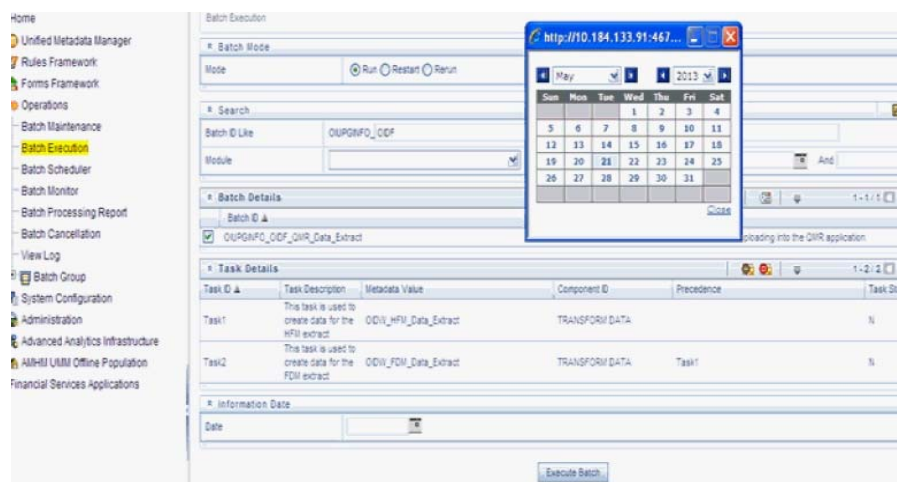 Home
Unified Metadata Manager
Rules Framework
Forms Framework
Operations
Batch Maintenance
Batch Execution
Batch Scheduler
Batch Monitor
Batch Processing Report
Batch Cancellation
View Log
Batch Group
System Configuration
Administration
Advanced Analytics Infrastructure
AMHM UMM Offline Population
Financial Services Applications
Batch Execution
Batch Mode
Mode Run Restart Rerun
Search
Batch ID Like OIUPGINFO_ OIDF
Module And
Batch Details 1-1/1
Batch ID
OIUPGINFO_OIDF_QMR_Data_Extract uploading into the QMR application
Task Details 1-2/2
Task ID Task Description Metadata Value Component ID Precedence Task St
Task1 This task is used to create data for the HFM extract OIDW_HFM_Data_Extract TRANSFORM DATA N
Task2 This task is used to create data for the FDM extract OIDW_FDM_Data_Extract TRANSFORM DATA Task1 N
Information Date
Date
Execute Batch
http://10.184.133.91:467...
May 2013
Sun Mon Tue Wed Thu Fri Sat
1 2 3 4
5 6 7 8 9 10 11
12 13 14 15 16 17 18
19 20 21 22 23 24 25
26 27 28 29 30 31
Close